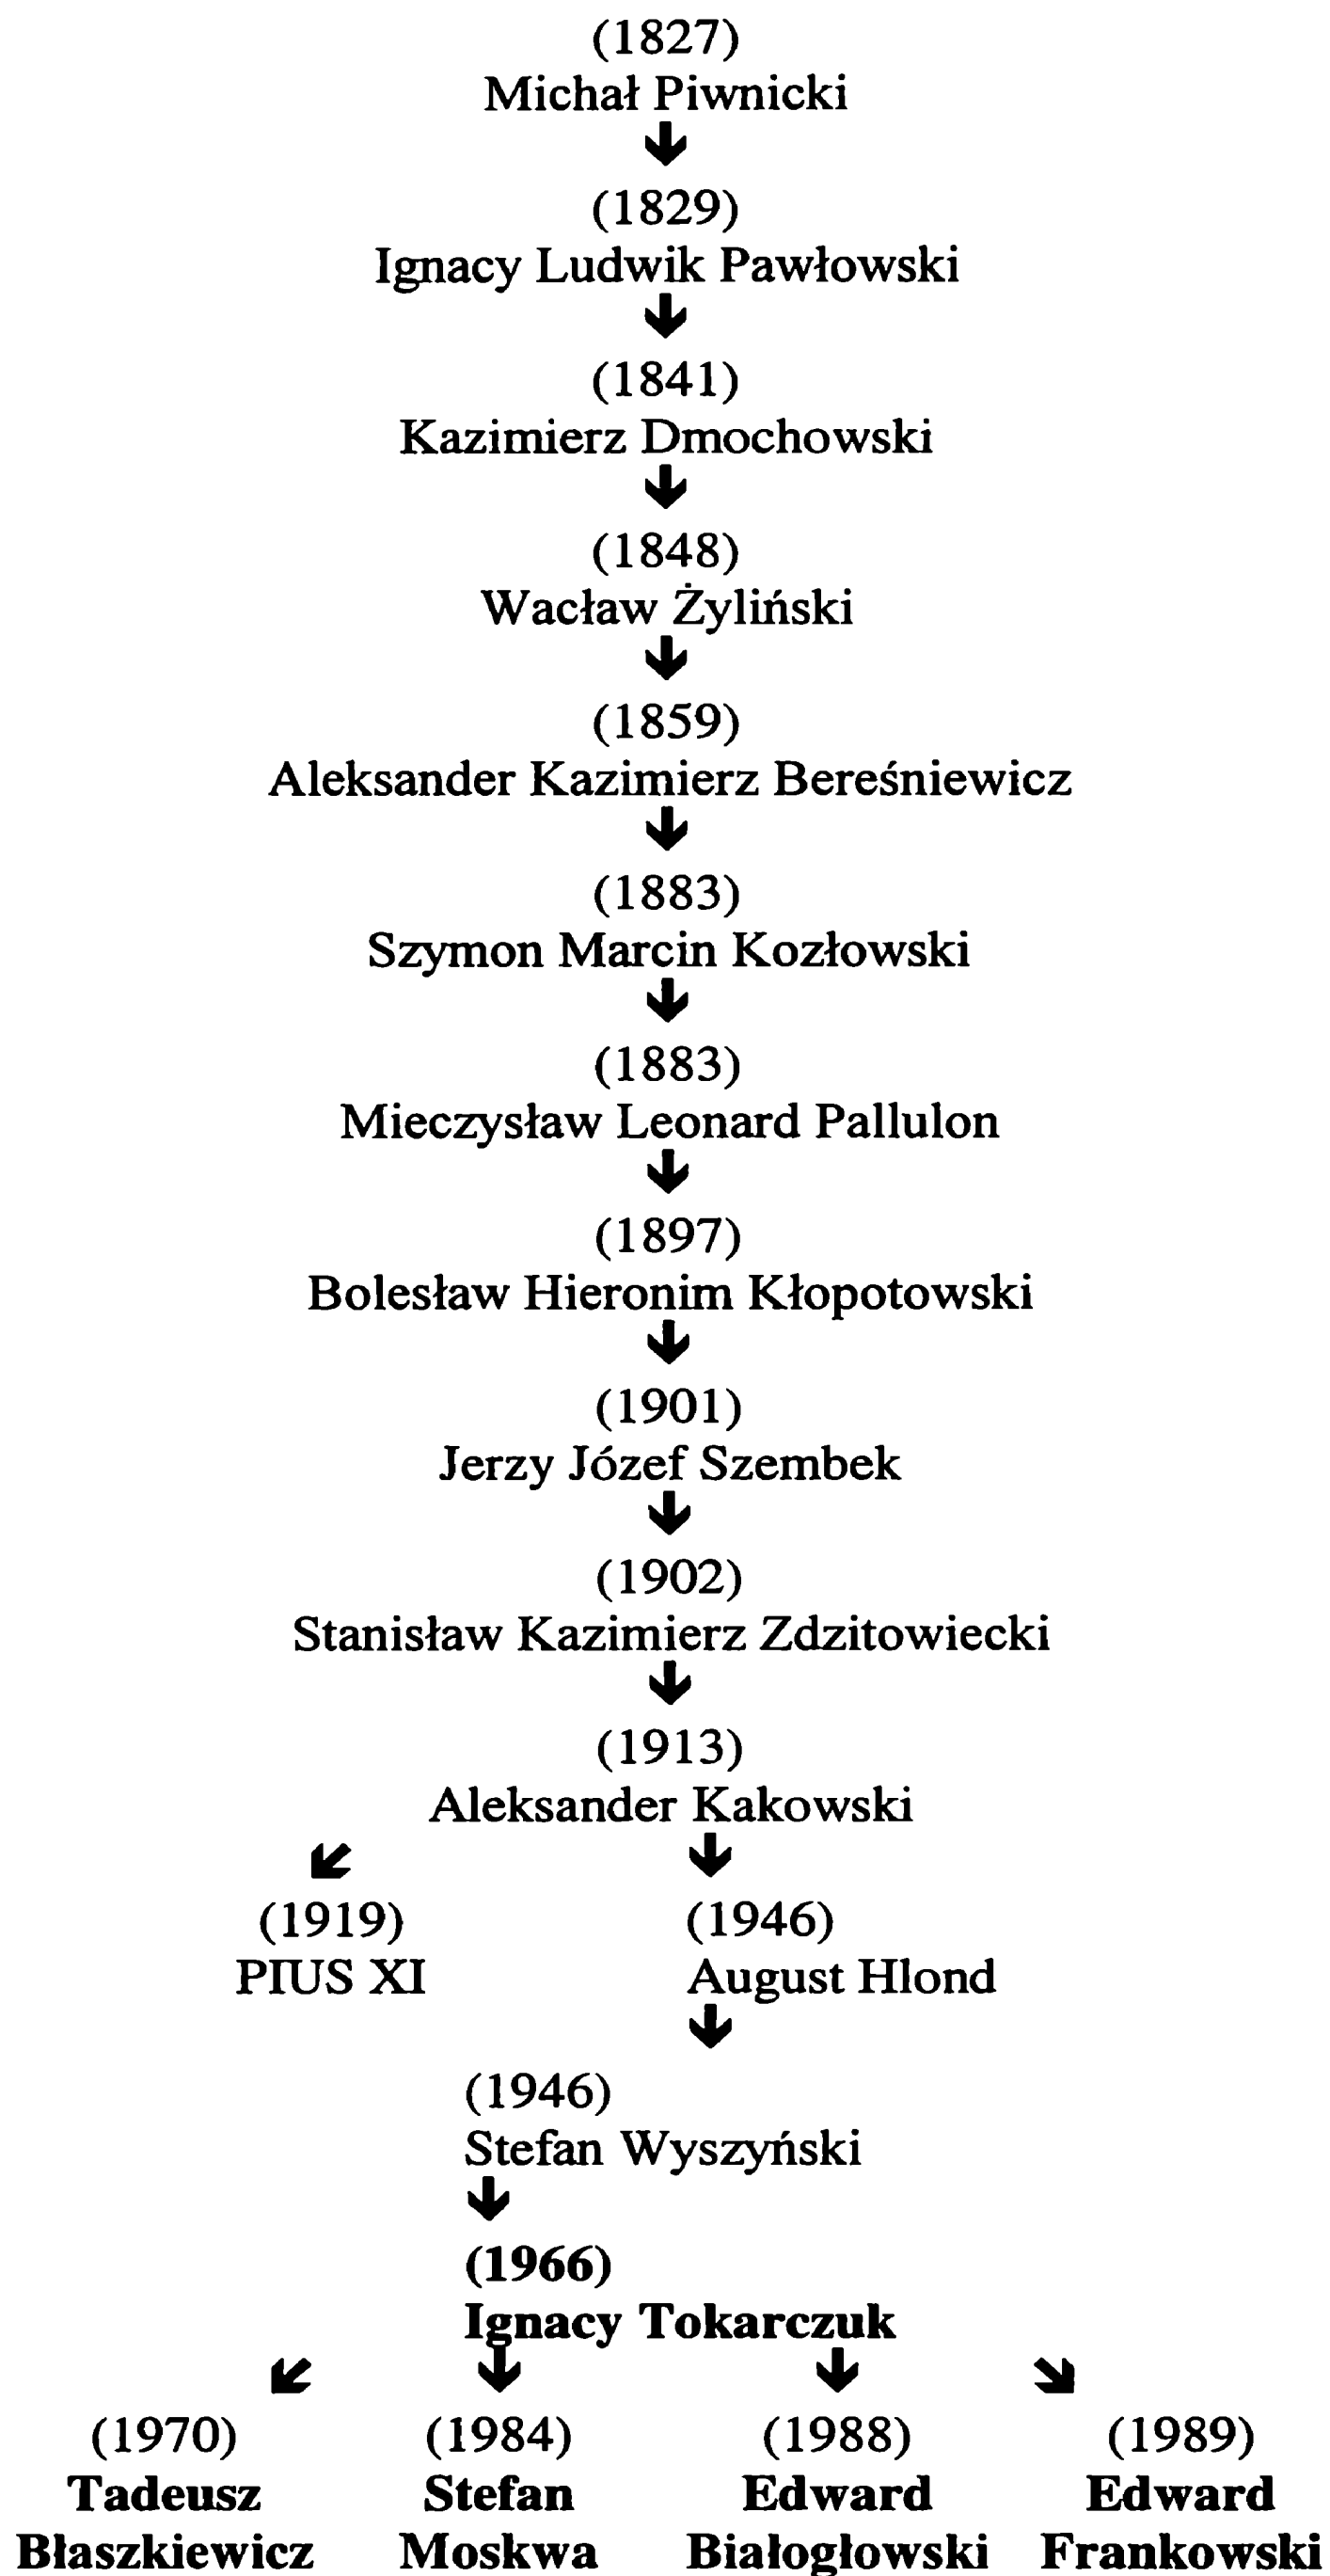 (1827)
Michał Piwnicki
(1829)
Ignacy Ludwik Pawłowski
(1841)
Kazimierz Dmochowski
(1848)
Wacław Żyliński
(1859)
Aleksander Kazimierz Bereśniewicz
(1883)
Szymon Marcin Kozłowski
(1883)
Mieczysław Leonard Pallulon
(1897)
Bolesław Hieronim Kłopotowski
(1901)
Jerzy Józef Szembek
(1902)
Stanisław Kazimierz Zdzitowiecki
(1913)
Aleksander Kakowski
(1919) (1946)
PIUS XI August Hlond
(1946)
Stefan Wyszyński
(1966)
Ignacy Tokarczuk
(1970) (1984) (1988) (1989)
Tadeusz Stefan Edward Edward
Błaszkiewicz Moskwa Białogłowski Frankowski